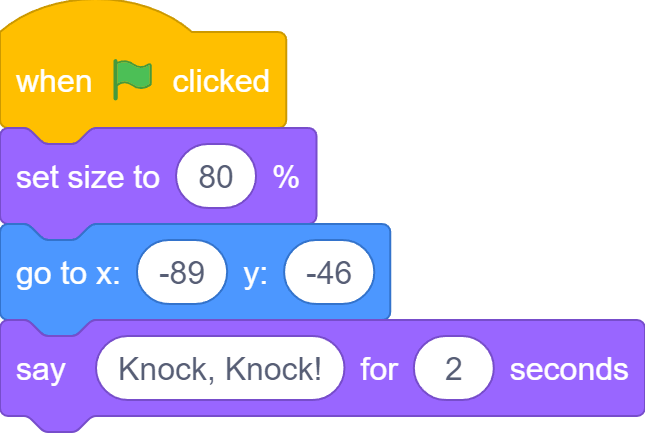 when clicked
set size to 80 %
go to x: -89 y: -46
say Knock, Knock! for 2 seconds